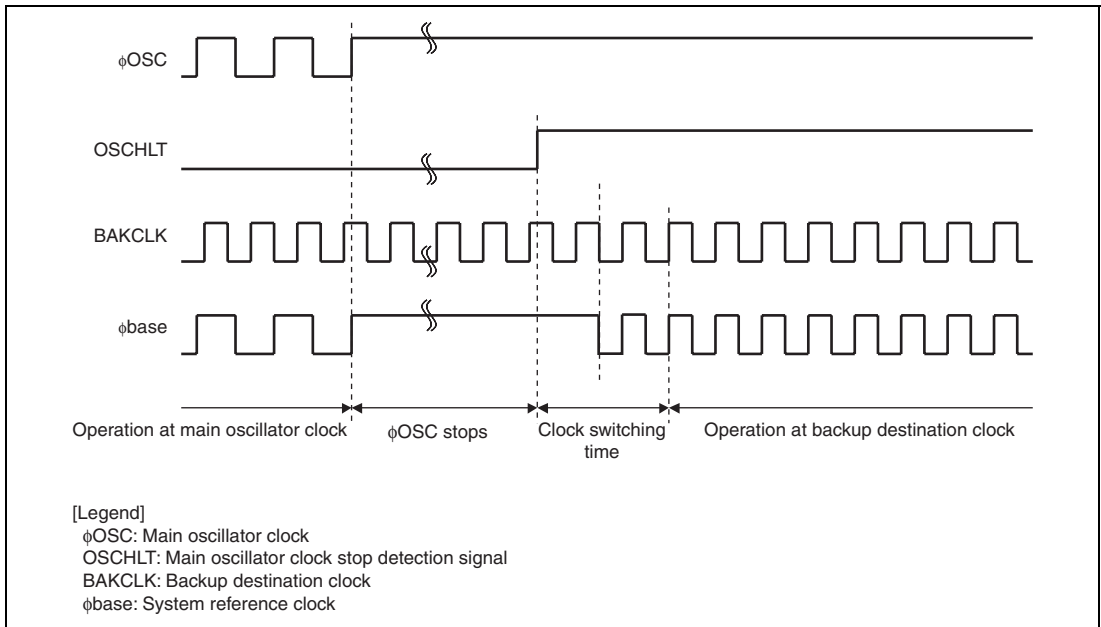 φOSC
OSCHLT
BAKCLK
φbase
Operation at main oscillator clock
φOSC stops
Clock switching
time
Operation at backup destination clock
[Legend]
φOSC: Main oscillator clock
OSCHLT: Main oscillator clock stop detection signal
BAKCLK: Backup destination clock
φbase: System reference clock